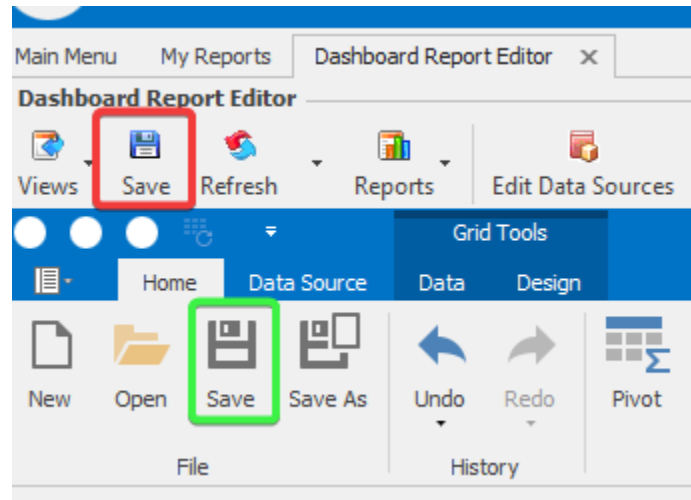 Main Menu My Reports Dashboard Report Editor
Dashboard Report Editor
Views Save Refresh Reports Edit Data Sources
Grid Tools
Home Data Source Data Design
New Open Save Save As Undo Redo Pivot
File History